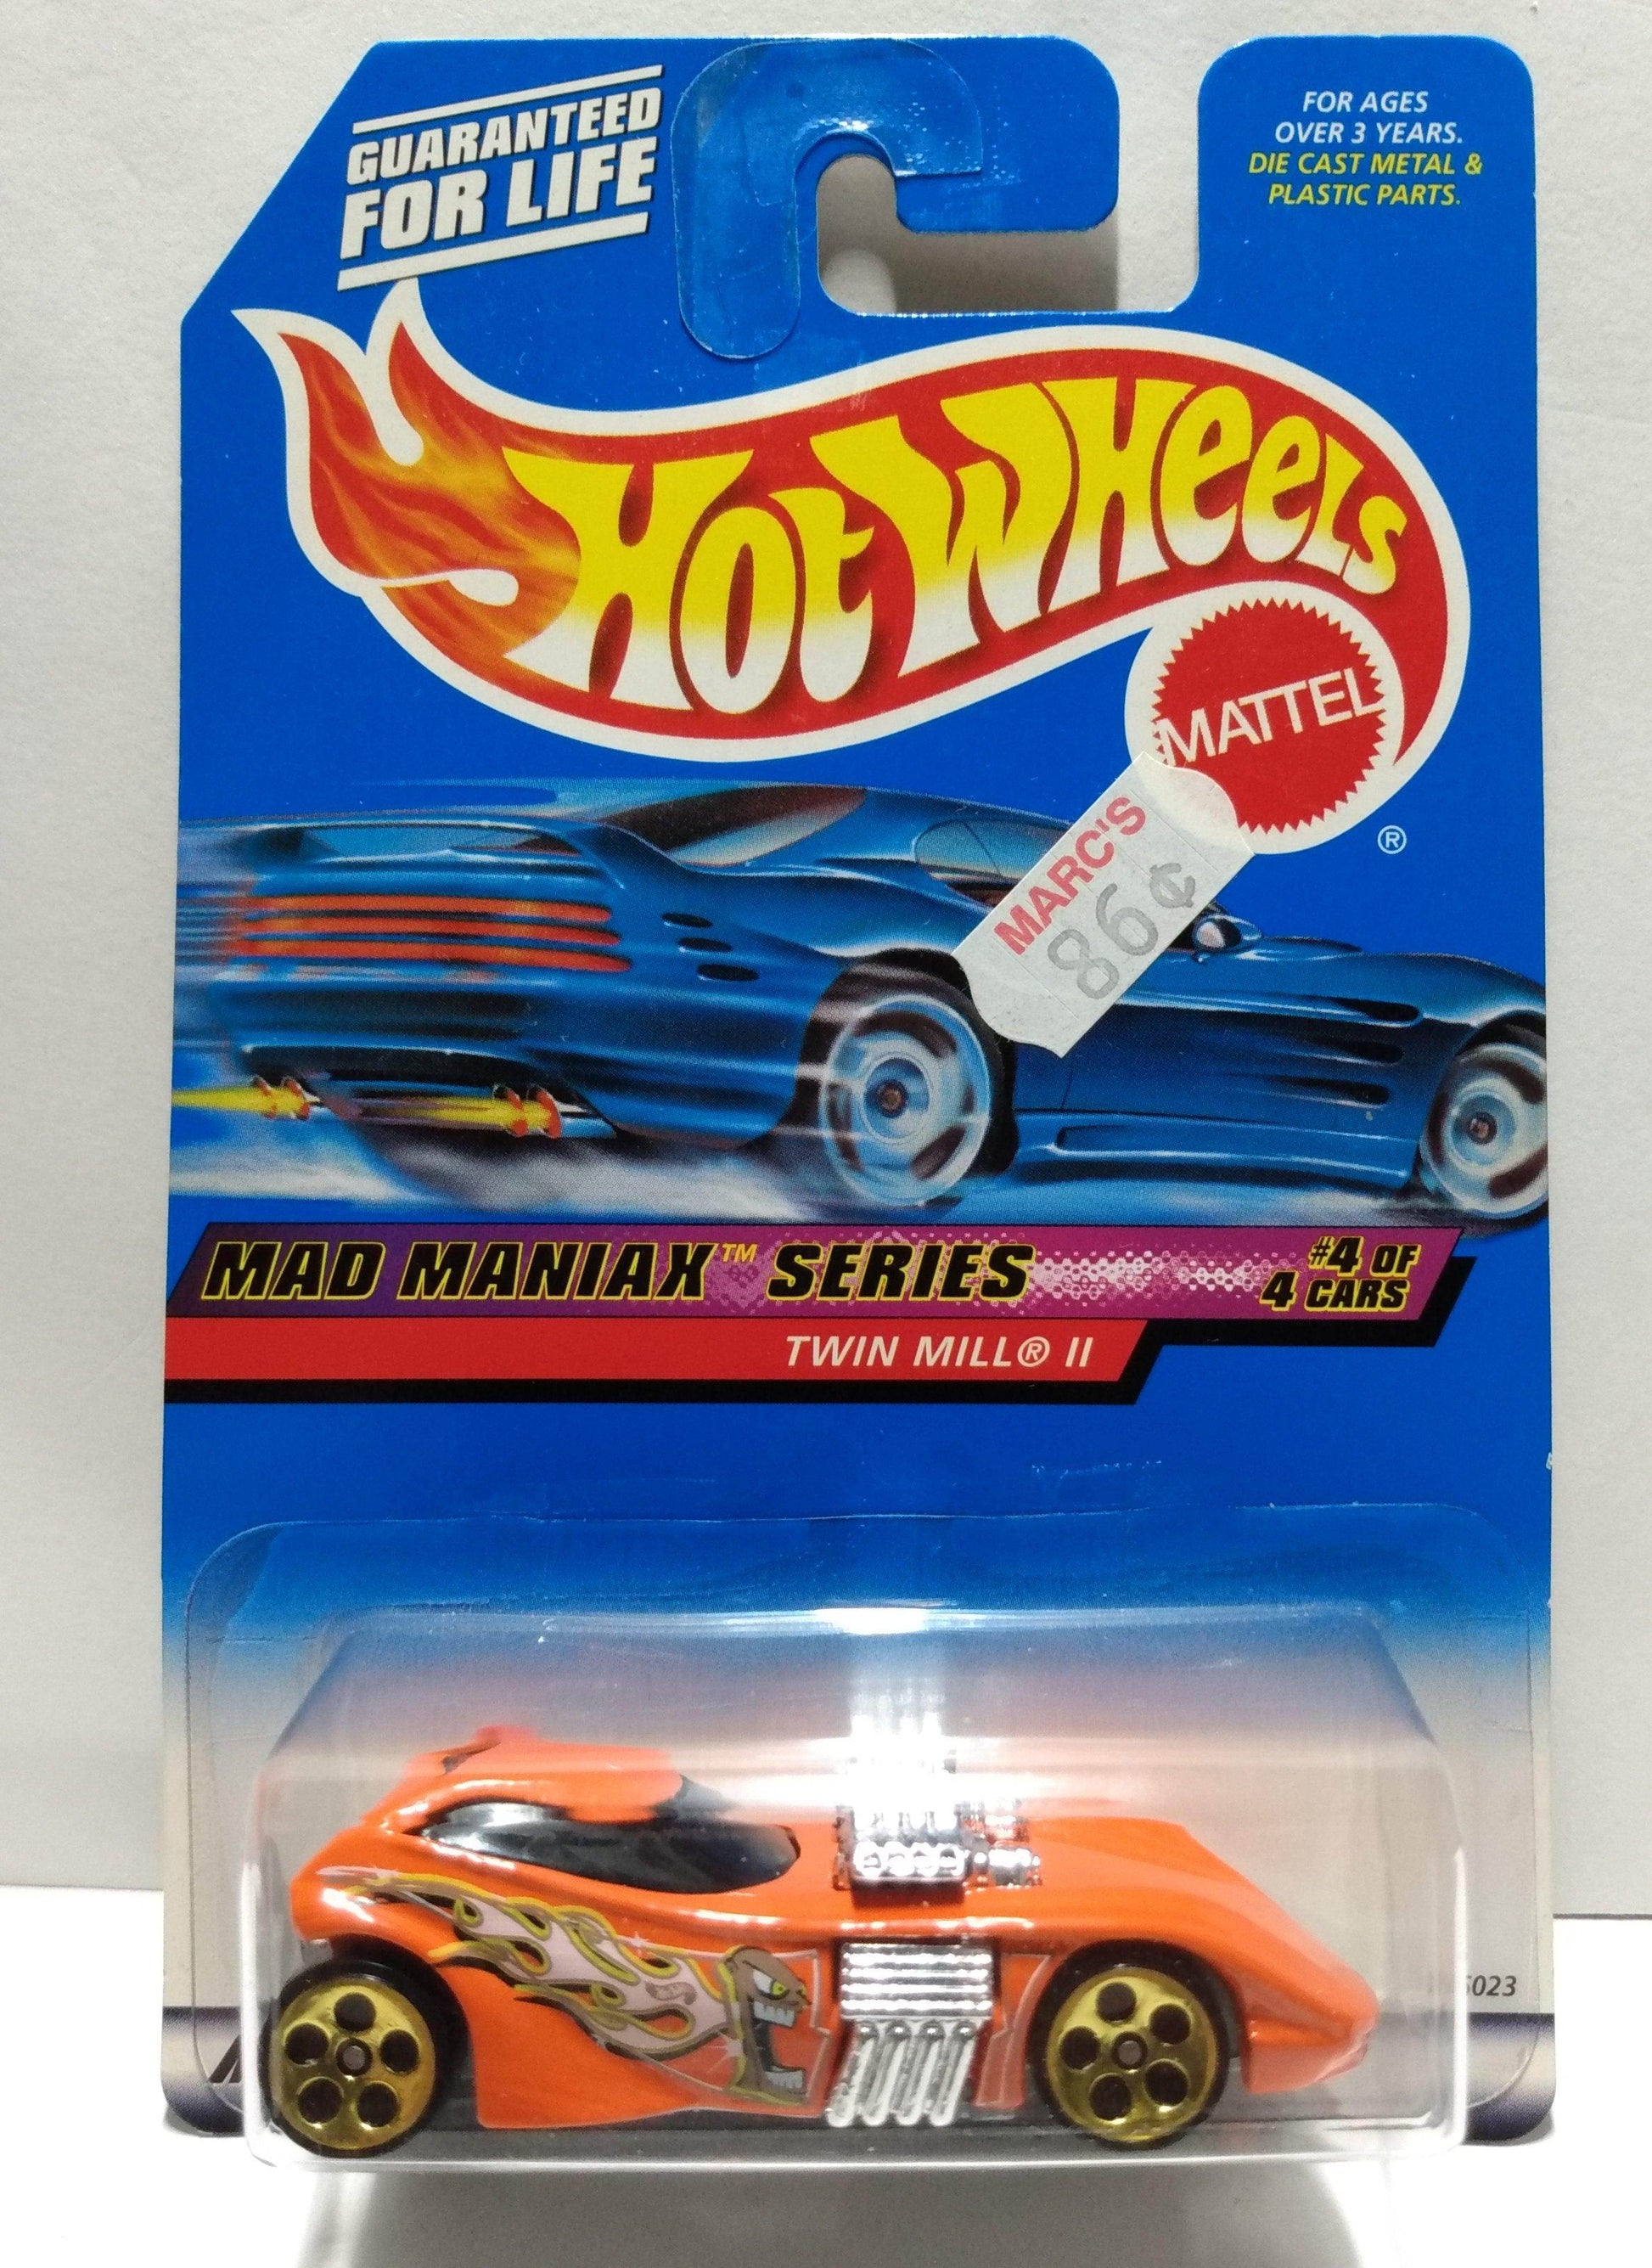 GUARANTEED
FOR LIFE
FOR AGES
OVER 3 YEARS.
DIE CAST METAL &
PLASTIC PARTS.
Hot Wheels
MATTEL
®
MARC'S
86¢
MAD MANIAX™ SERIES
#4 OF
4 CARS
TWIN MILL® II
5023